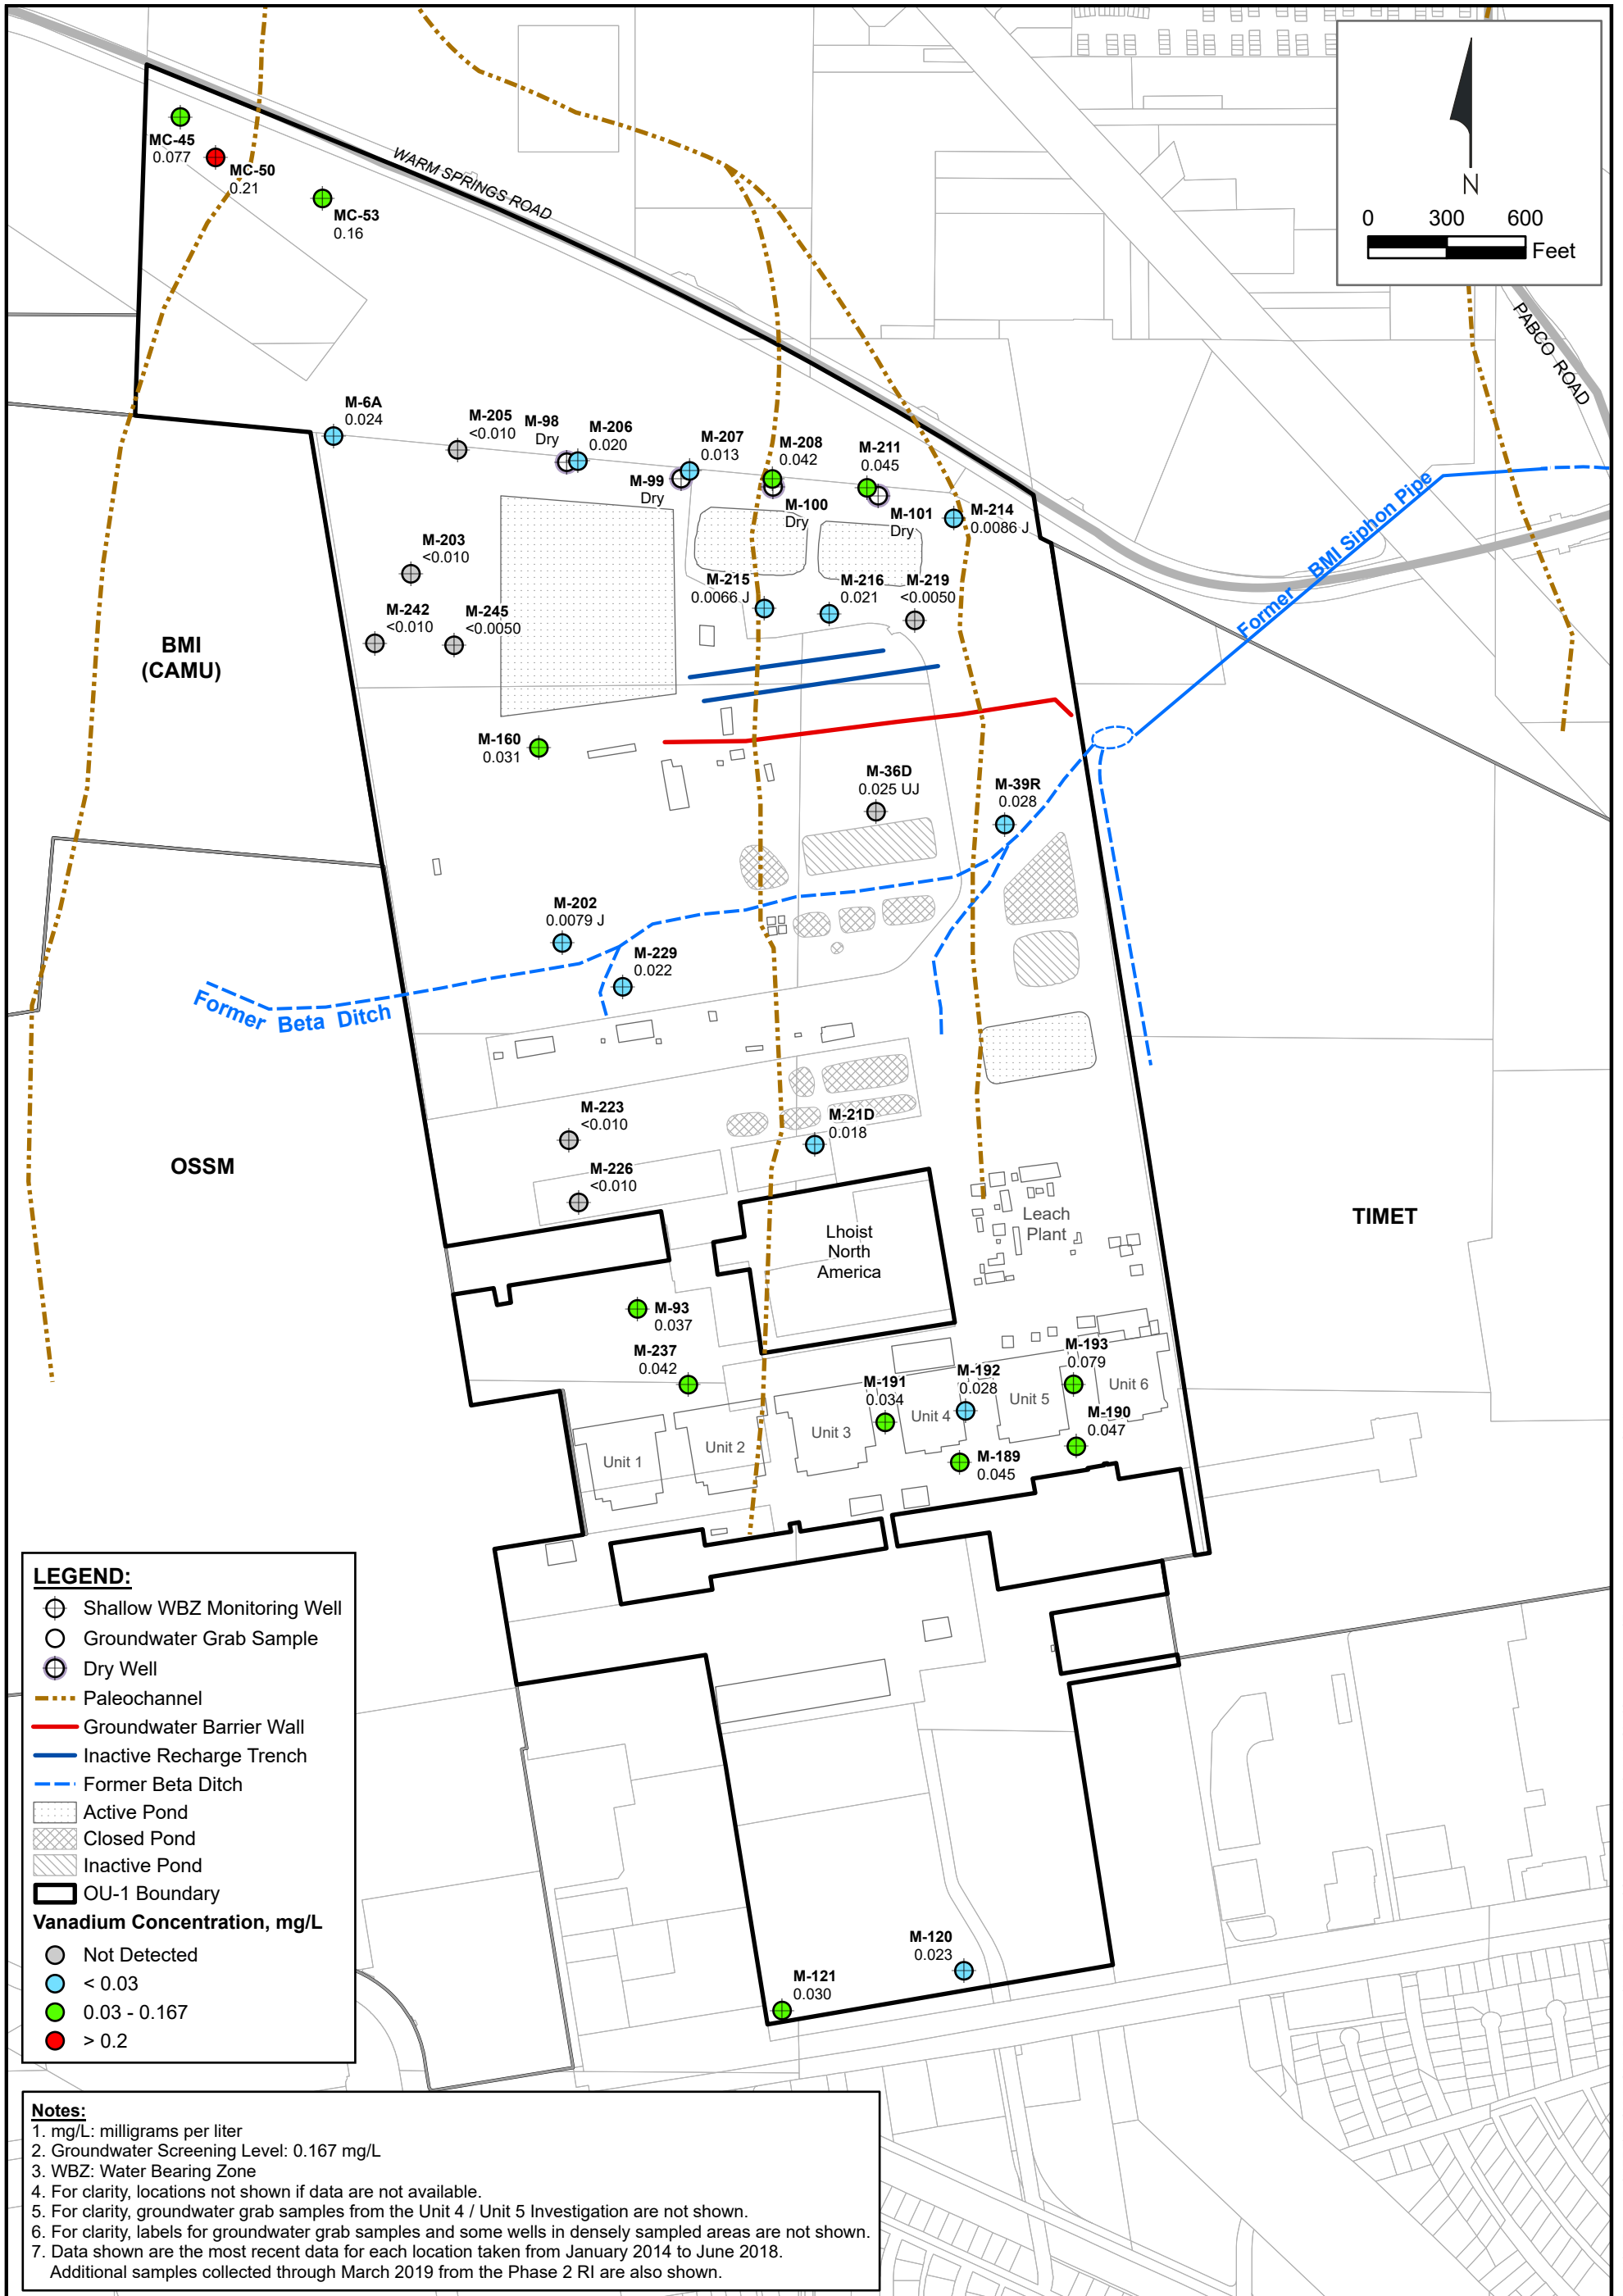 N
0 300 600
Feet
WARM SPRINGS ROAD
PABCO ROAD
MC-45
0.077
MC-50
0.21
MC-53
0.16
M-6A
0.024
M-205
<0.010
M-98
Dry
M-206
0.020
M-99
Dry
M-207
0.013
M-208
0.042
M-100
Dry
M-211
0.045
M-101
Dry
M-214
0.0086 J
M-203
<0.010
M-242
<0.010
M-245
<0.0050
M-215
0.0066 J
M-216
0.021
M-219
<0.0050
Former BMI Siphon Pipe
BMI
(CAMU)
M-160
0.031
M-36D
0.025 UJ
M-39R
0.028
M-202
0.0079 J
M-229
0.022
Former Beta Ditch
M-223
<0.010
M-21D
0.018
M-226
<0.010
OSSM
TIMET
Lhoist
North
America
Leach
Plant
M-93
0.037
M-237
0.042
M-191
0.034
M-192
0.028
M-193
0.079
M-190
0.047
M-189
0.045
Unit 1
Unit 2
Unit 3
Unit 4
Unit 5
Unit 6
M-120
0.023
M-121
0.030
LEGEND:
Shallow WBZ Monitoring Well
Groundwater Grab Sample
Dry Well
Paleochannel
Groundwater Barrier Wall
Inactive Recharge Trench
Former Beta Ditch
Active Pond
Closed Pond
Inactive Pond
OU-1 Boundary
Vanadium Concentration, mg/L
Not Detected
< 0.03
0.03 - 0.167
> 0.2
Notes:
1. mg/L: milligrams per liter
2. Groundwater Screening Level: 0.167 mg/L
3. WBZ: Water Bearing Zone
4. For clarity, locations not shown if data are not available.
5. For clarity, groundwater grab samples from the Unit 4 / Unit 5 Investigation are not shown.
6. For clarity, labels for groundwater grab samples and some wells in densely sampled areas are not shown.
7. Data shown are the most recent data for each location taken from January 2014 to June 2018.
Additional samples collected through March 2019 from the Phase 2 RI are also shown.